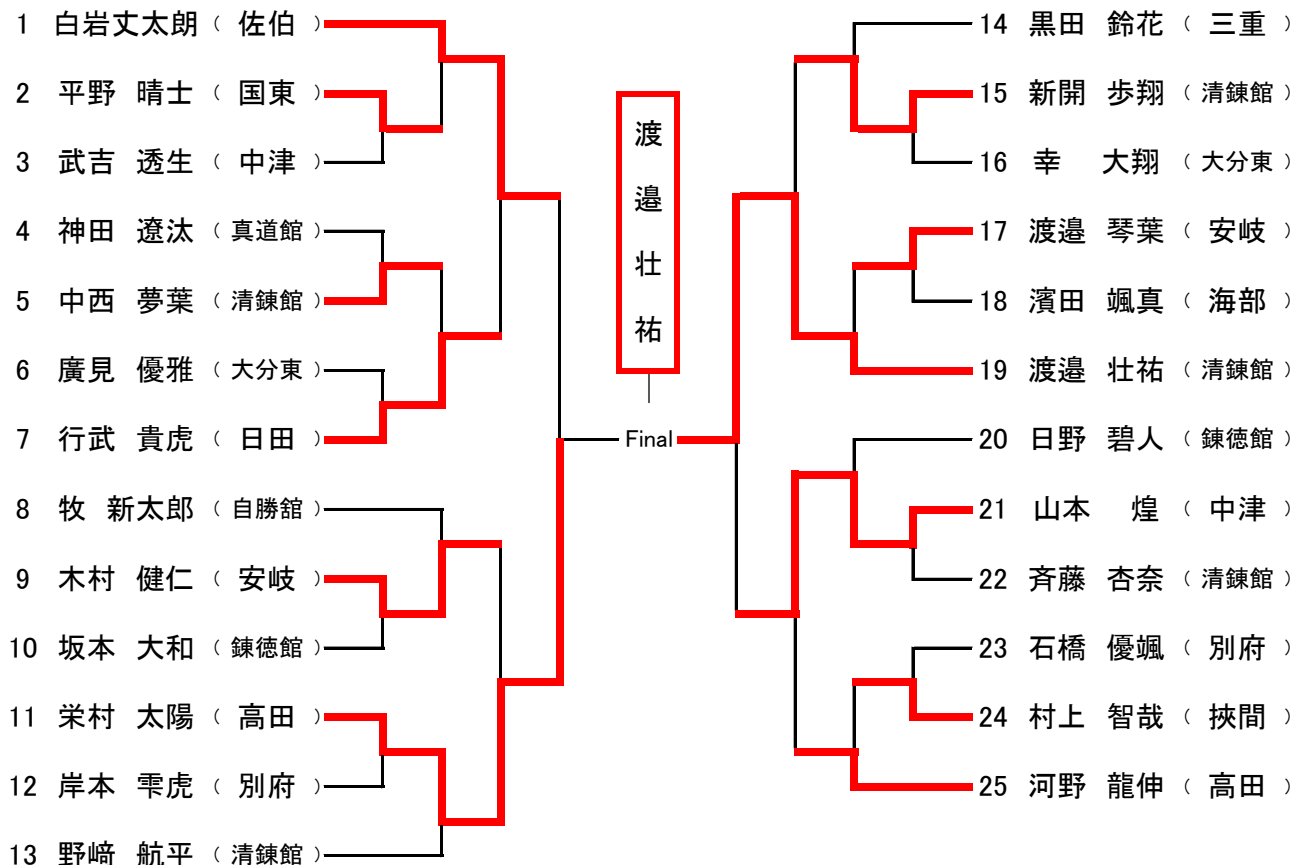 1 白岩丈太朗 （ 佐伯 ）
2 平野 晴士 （ 国東 ）
3 武吉 透生 （ 中津 ）
4 神田 遼汰 （ 真道館 ）
5 中西 夢葉 （ 清錬館 ）
6 廣見 優雅 （ 大分東 ）
7 行武 貴虎 （ 日田 ）
8 牧 新太郎 （ 自勝舘 ）
9 木村 健仁 （ 安岐 ）
10 坂本 大和 （ 錬徳館 ）
11 栄村 太陽 （ 高田 ）
12 岸本 雫虎 （ 別府 ）
13 野﨑 航平 （ 清錬館 ）
渡邉壮祐
Final
14 黒田 鈴花 （ 三重 ）
15 新開 歩翔 （ 清錬館 ）
16 幸 大翔 （ 大分東 ）
17 渡邉 琴葉 （ 安岐 ）
18 濱田 颯真 （ 海部 ）
19 渡邉 壮祐 （ 清錬館 ）
20 日野 碧人 （ 錬徳館 ）
21 山本 煌 （ 中津 ）
22 斉藤 杏奈 （ 清錬館 ）
23 石橋 優颯 （ 別府 ）
24 村上 智哉 （ 挾間 ）
25 河野 龍伸 （ 高田 ）